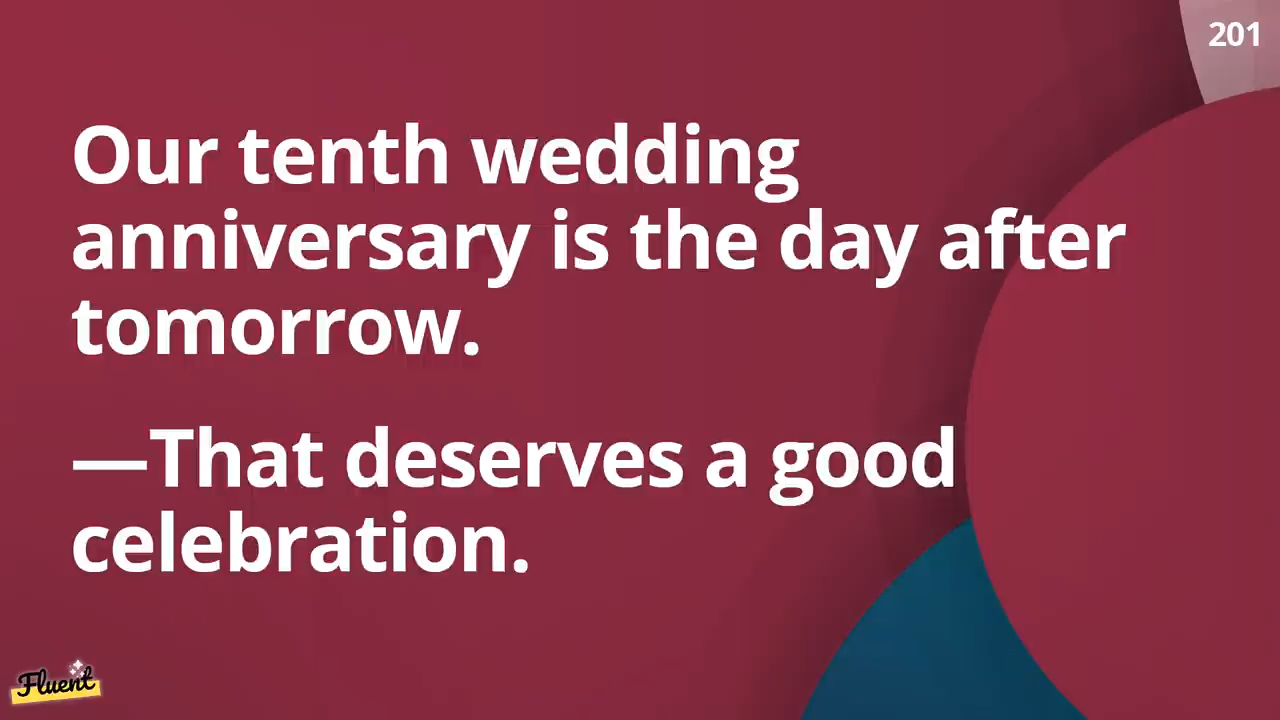 201
Our tenth wedding
anniversary is the day after
tomorrow.
—That deserves a good
celebration.
Fluent